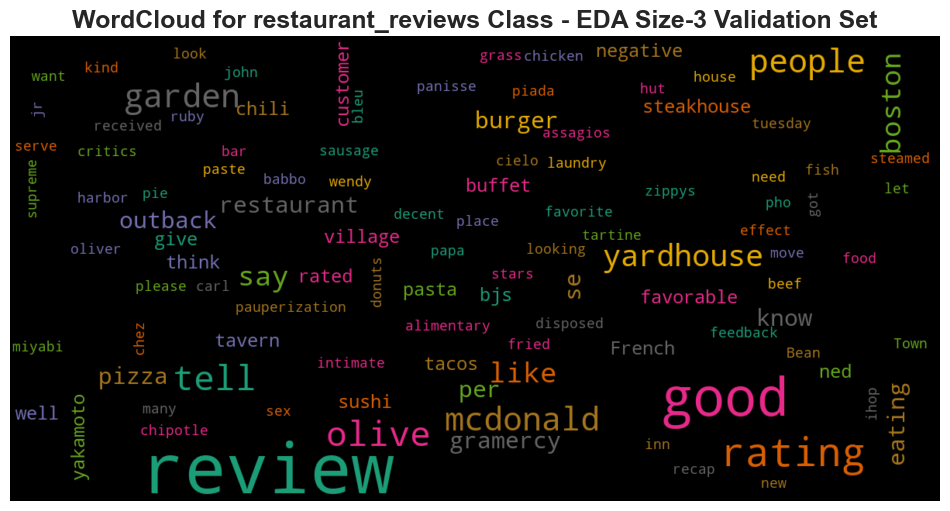 WordCloud for restaurant_reviews Class - EDA Size-3 Validation Set
want
kind
look
john
customer
bleu
grass
chicken
negative
people
boston
jr
garden
chili
panisse
piada
hut
house
steakhouse
received
ruby
burger
assagios
tuesday
serve
critics
bar
sausage
cielo
laundry
steamed
supreme
paste
babbo
wendy
buffet
zippys
need
fish
let
harbor
pie
restaurant
decent
favorite
pho
got
outback
place
oliver
give
village
papa
looking
tartine
effect
move
food
think
say
rated
donuts
stars
yardhouse
please
carl
pasta
bjs
se
favorable
beef
pauperization
know
miyabi
chez
tavern
alimentary
disposed
feedback
fried
French
Bean
Town
pizza
tell
intimate
tacos
like
ned
well
yakamoto
many
sex
sushi
per
good
ihop
eating
chipotle
olive
mcdonald
gramercy
inn
rating
review
recap
new